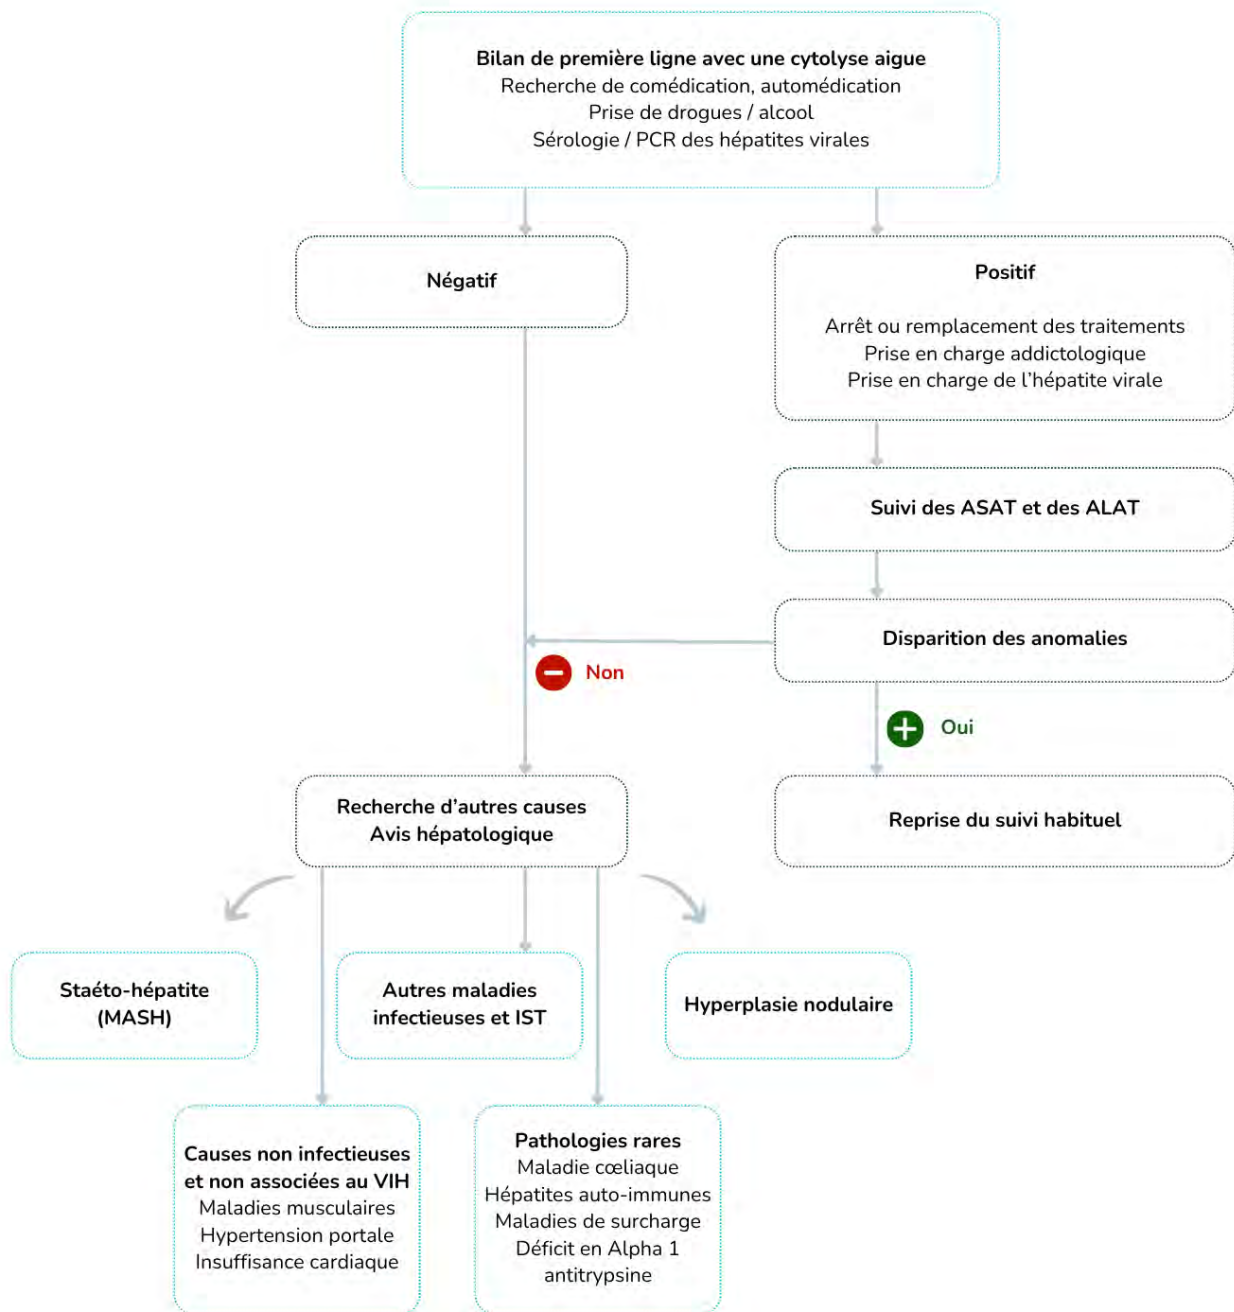 Bilan de première ligne avec une cytolyse aigue
Recherche de comédication, automédication
Prise de drogues / alcool
Sérologie / PCR des hépatites virales
Négatif
Positif
Arrêt ou remplacement des traitements
Prise en charge addictologique
Prise en charge de l'hépatite virale
Suivi des ASAT et des ALAT
Disparition des anomalies
Non
Oui
Recherche d'autres causes
Avis hépatologique
Reprise du suivi habituel
Staéto-hépatite
(MASH)
Autres maladies
infectieuses et IST
Hyperplasie nodulaire
Causes non infectieuses
et non associées au VIH
Maladies musculaires
Hypertension portale
Insuffisance cardiaque
Pathologies rares
Maladie cœliaque
Hépatites auto-immunes
Maladies de surcharge
Déficit en Alpha 1
antitrypsine